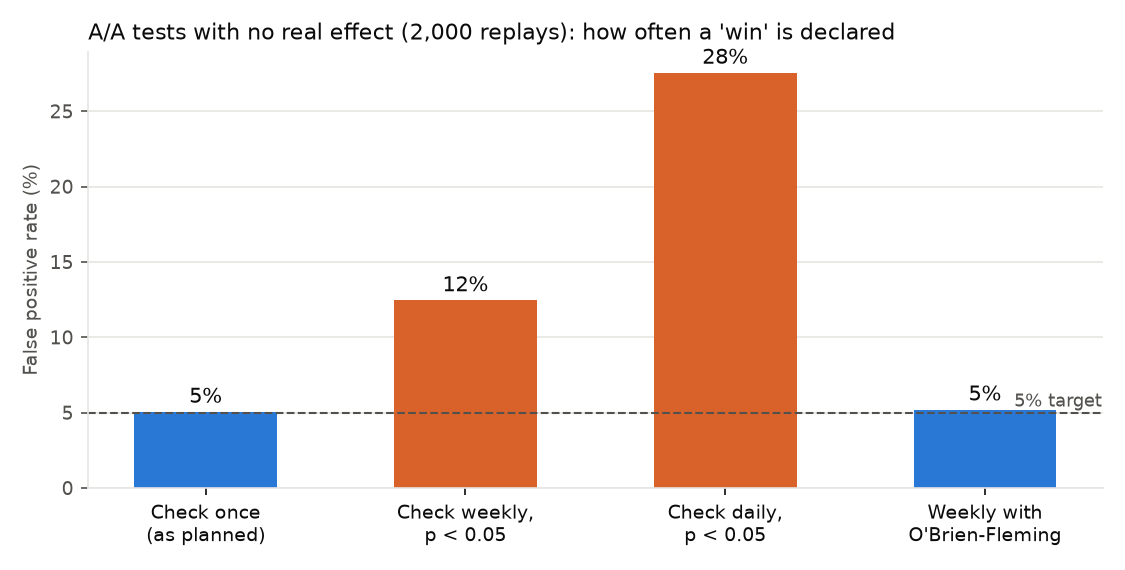 A/A tests with no real effect (2,000 replays): how often a 'win' is declared
False positive rate (%)
25
20
15
10
5
0
5%
12%
28%
5%
5% target
Check once
(as planned)
Check weekly,
p < 0.05
Check daily,
p < 0.05
Weekly with
O'Brien-Fleming